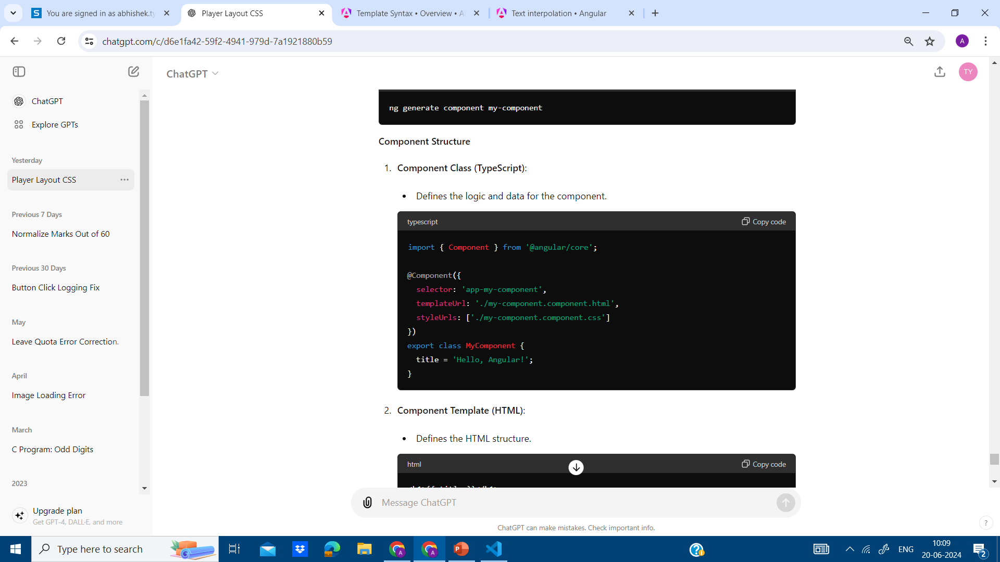 You are signed in as abhishek.ty
Player Layout CSS
Template Syntax • Overview • A
Text interpolation • Angular
chatgpt.com/c/d6e1fa42-59f2-4941-979d-7a1921880b59
A
ChatGPT
TY
ChatGPT
Explore GPTs
Yesterday
Player Layout CSS
Previous 7 Days
Normalize Marks Out of 60
Previous 30 Days
Button Click Logging Fix
May
Leave Quota Error Correction.
April
Image Loading Error
March
C Program: Odd Digits
2023
Upgrade plan
Get GPT-4, DALL·E, and more
ng generate component my-component
Component Structure
1. Component Class (TypeScript):
• Defines the logic and data for the component.
typescript
Copy code
import { Component } from '@angular/core';
@Component({
selector: 'app-my-component',
templateUrl: './my-component.component.html',
styleUrls: ['./my-component.component.css']
})
export class MyComponent {
title = 'Hello, Angular!';
}
2. Component Template (HTML):
• Defines the HTML structure.
html
Copy code
Message ChatGPT
ChatGPT can make mistakes. Check important info.
?
Type here to search
ENG
10:09
20-06-2024
2